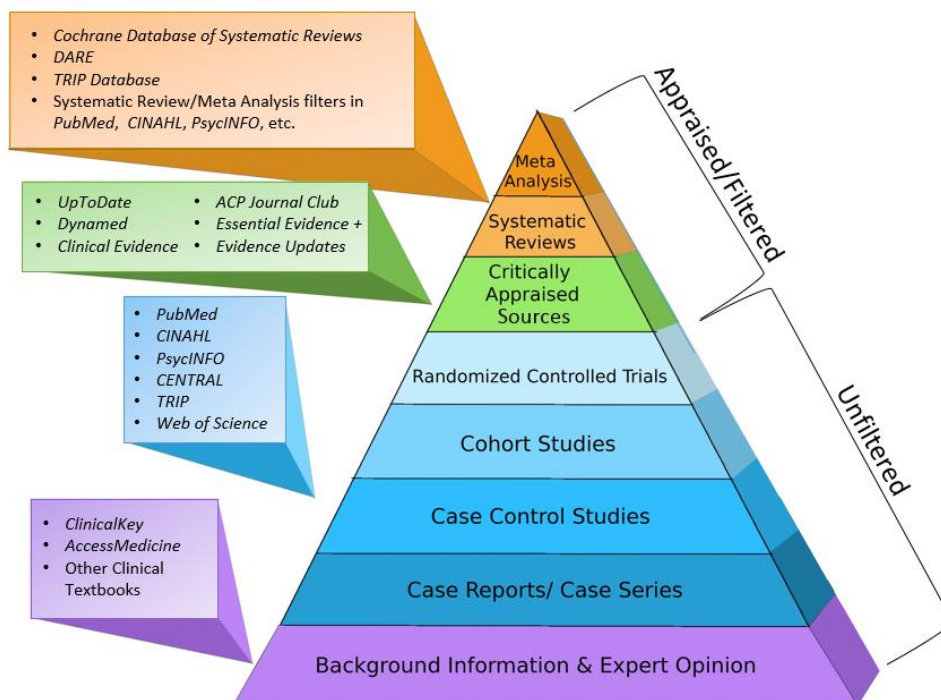 • Cochrane Database of Systematic Reviews
• DARE
• TRIP Database
• Systematic Review/Meta Analysis filters in
PubMed, CINAHL, PsycINFO, etc.
• UpToDate
• Dynamed
• Clinical Evidence
• ACP Journal Club
• Essential Evidence +
• Evidence Updates
• PubMed
• CINAHL
• PsycINFO
• CENTRAL
• TRIP
• Web of Science
• ClinicalKey
• AccessMedicine
• Other Clinical
Textbooks
Meta
Analysis
Systematic
Reviews
Critically
Appraised
Sources
Randomized Controlled Trials
Cohort Studies
Case Control Studies
Case Reports/ Case Series
Background Information & Expert Opinion
Appraised/Filtered
Unfiltered